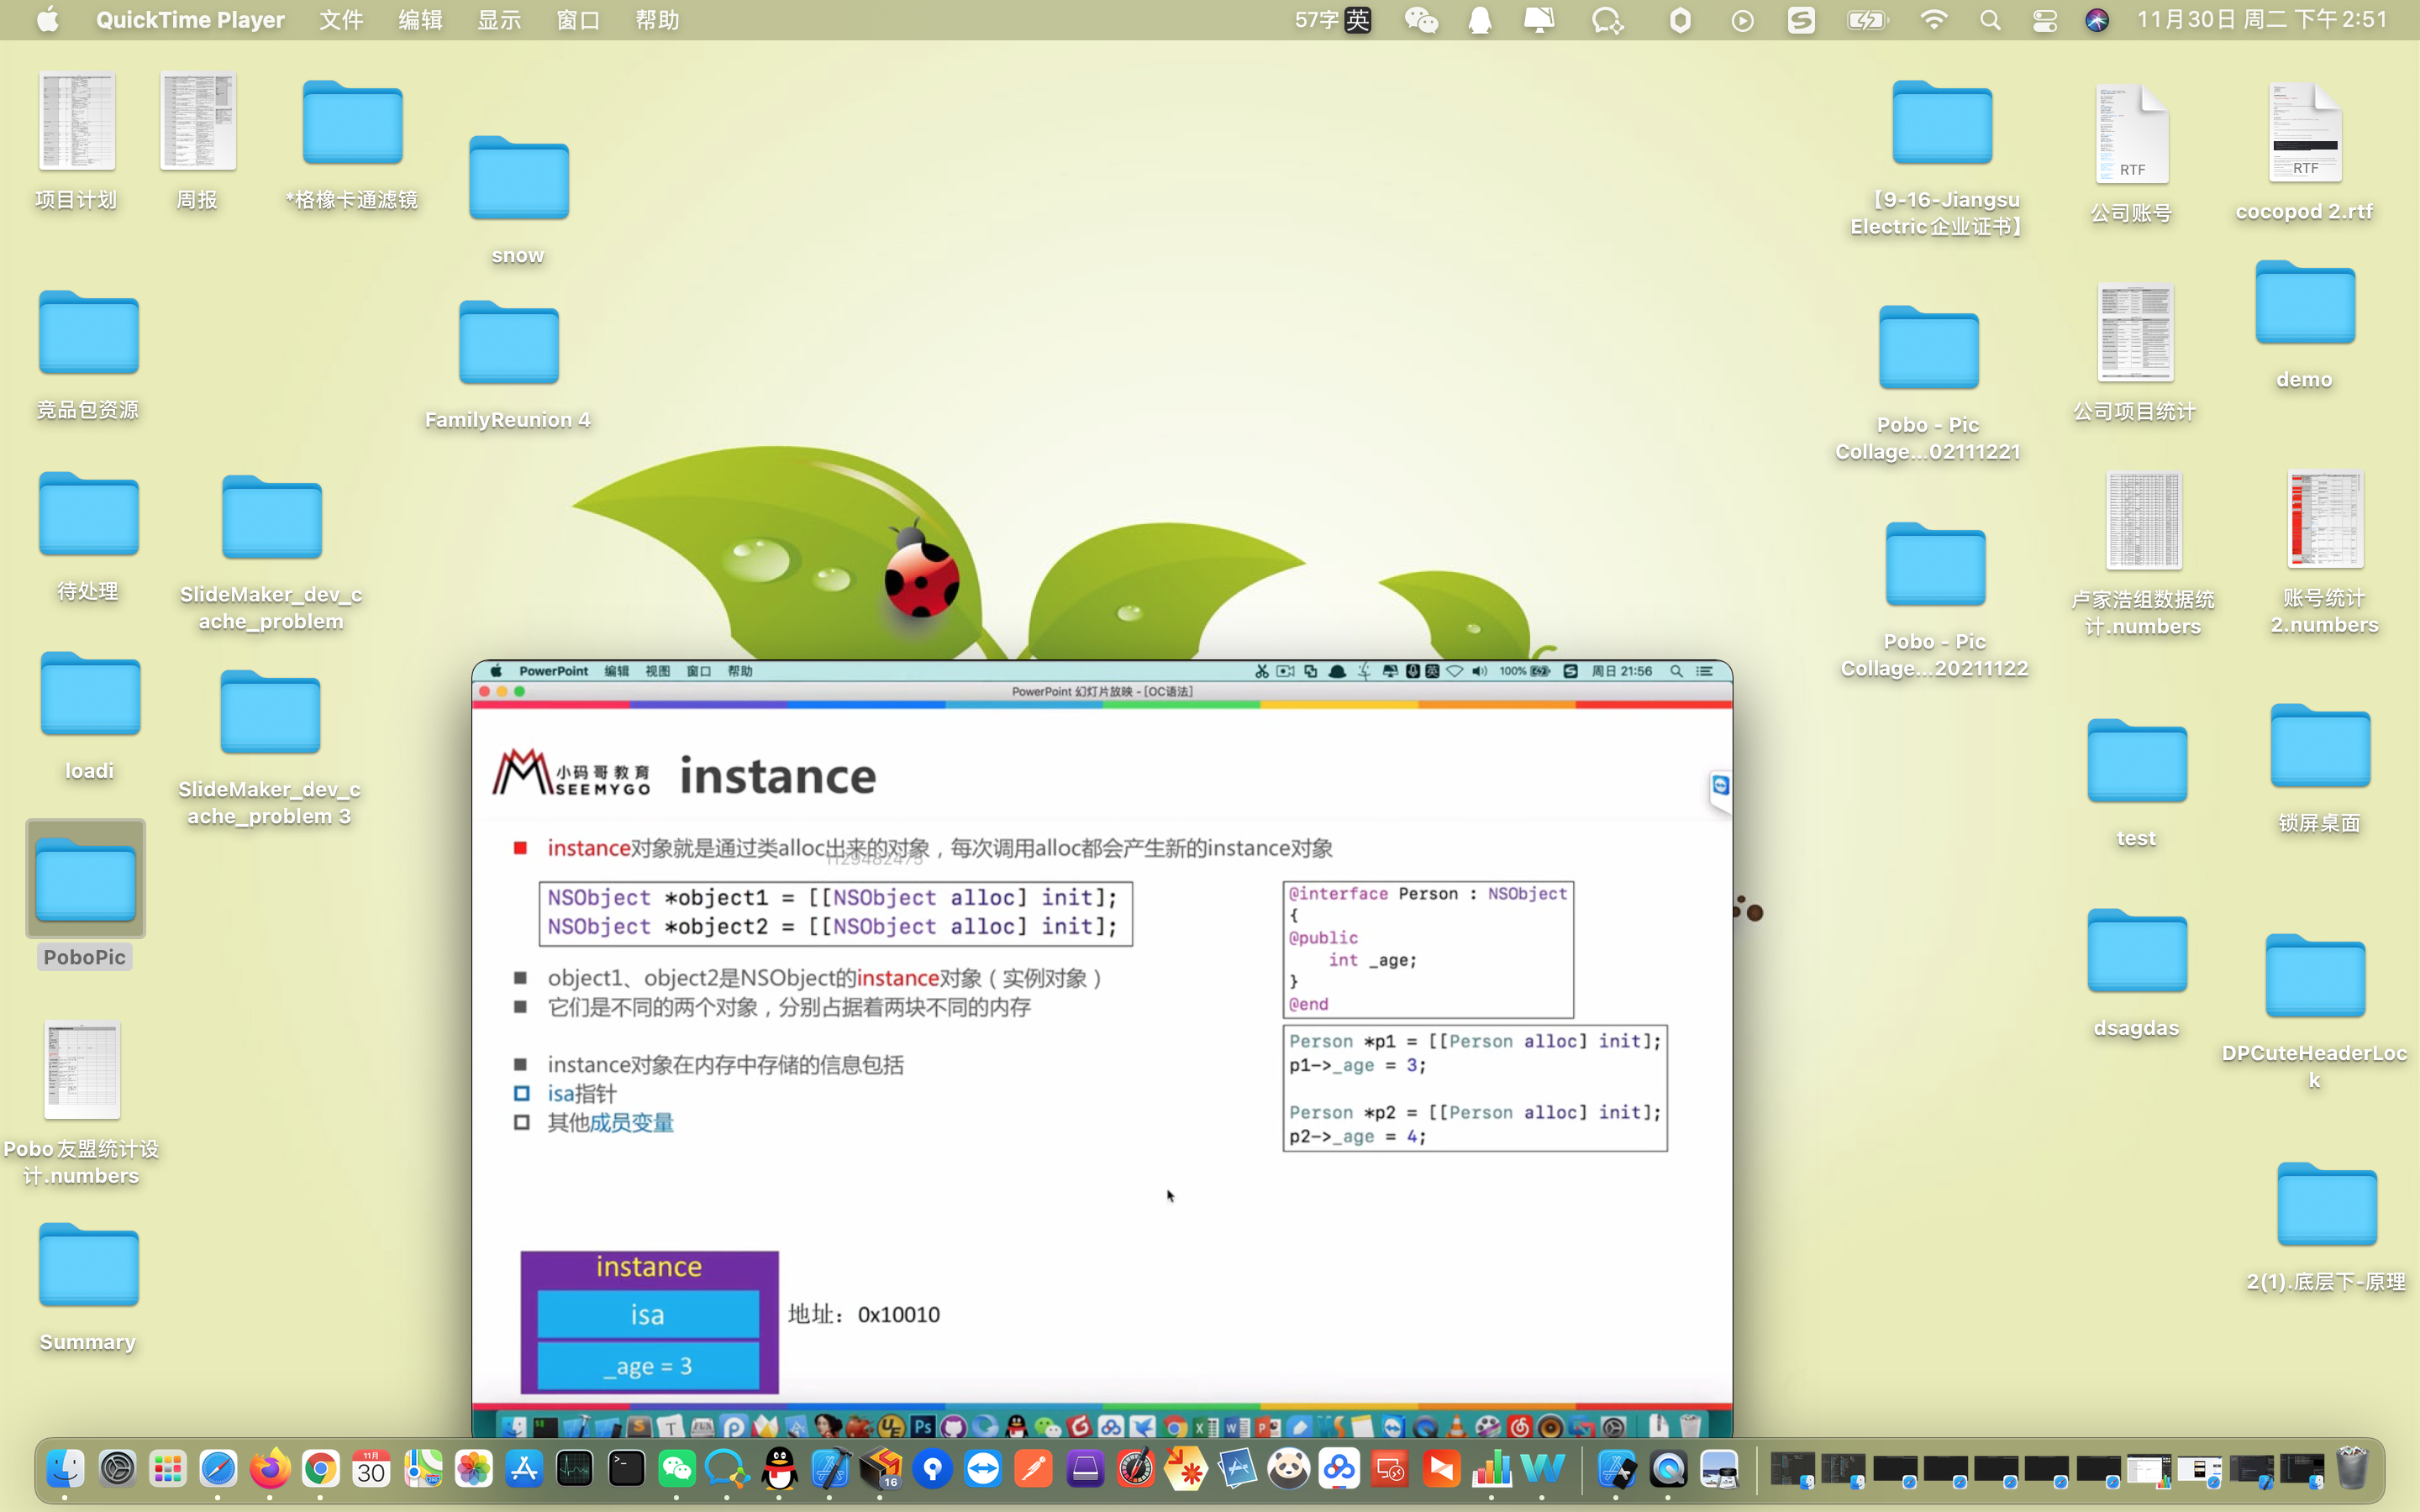 QuickTime Player 文件 编辑 显示 窗口 帮助 57字 英 11月30日 周二 下午 2:51
项目计划
周报
*格橡卡通滤镜
snow
竞品包资源
FamilyReunion 4
待处理
SlideMaker_dev_c
ache_problem
loadi
SlideMaker_dev_c
ache_problem 3
PoboPic
Pobo友盟统计设
计.numbers
Summary
【9-16-Jiangsu
Electric企业证书】
RTF
公司账号
RTF
cocopod 2.rtf
Pobo - Pic
Collage...02111221
公司项目统计
demo
Pobo - Pic
Collage...20211122
卢家浩组数据统
计.numbers
账号统计
2.numbers
test
锁屏桌面
dsagdas
DPCuteHeaderLoc
k
2(1).底层下-原理
PowerPoint 编辑 视图 窗口 帮助 英 100% 周日 21:56
PowerPoint 幻灯片放映 - [OC语法]
小码哥教育
SEEMYGO
instance
instance对象就是通过类alloc出来的对象，每次调用alloc都会产生新的instance对象
1129482475
NSObject *object1 = [[NSObject alloc] init];
NSObject *object2 = [[NSObject alloc] init];
object1、object2是NSObject的instance对象（实例对象）
它们是不同的两个对象，分别占据着两块不同的内存
instance对象在内存中存储的信息包括
isa指针
其他成员变量
@interface Person : NSObject
{
@public
int _age;
}
@end
Person *p1 = [[Person alloc] init];
p1->_age = 3;
Person *p2 = [[Person alloc] init];
p2->_age = 4;
instance
isa
_age = 3
地址：0x10010
11月
30
16